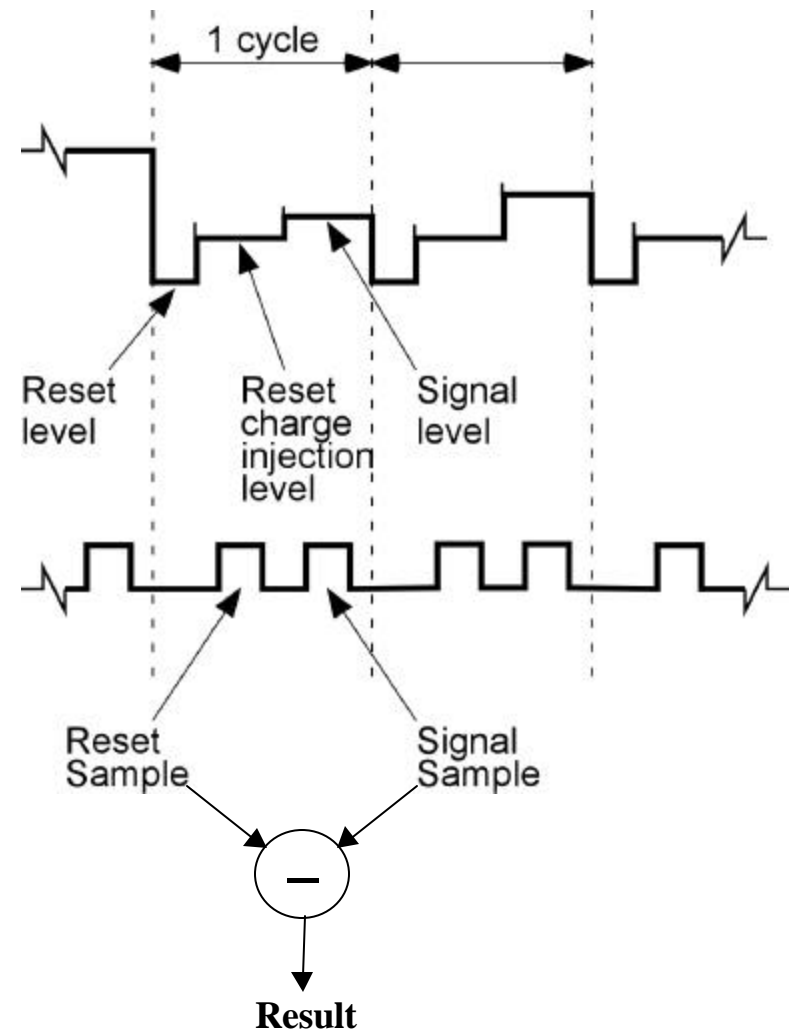 1 cycle
Reset
level
Reset
charge
injection
level
Signal
level
Reset
Sample
Signal
Sample
–
Result